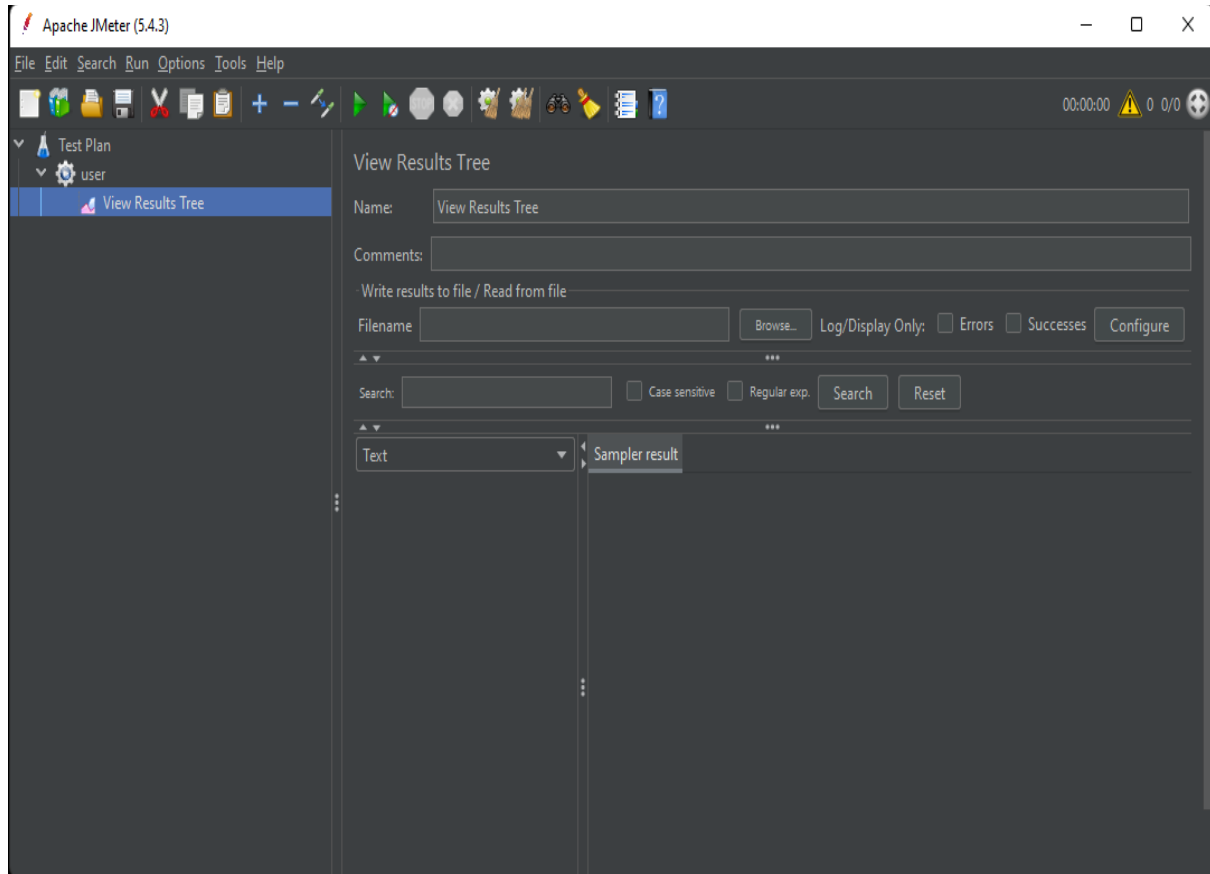 Apache JMeter (5.4.3)
File Edit Search Run Options Tools Help
00:00:00 0 0/0
Test Plan
user
View Results Tree
View Results Tree
Name: View Results Tree
Comments:
Write results to file / Read from file
Filename Browse... Log/Display Only: Errors Successes Configure
Search: Case sensitive Regular exp. Search Reset
Text Sampler result